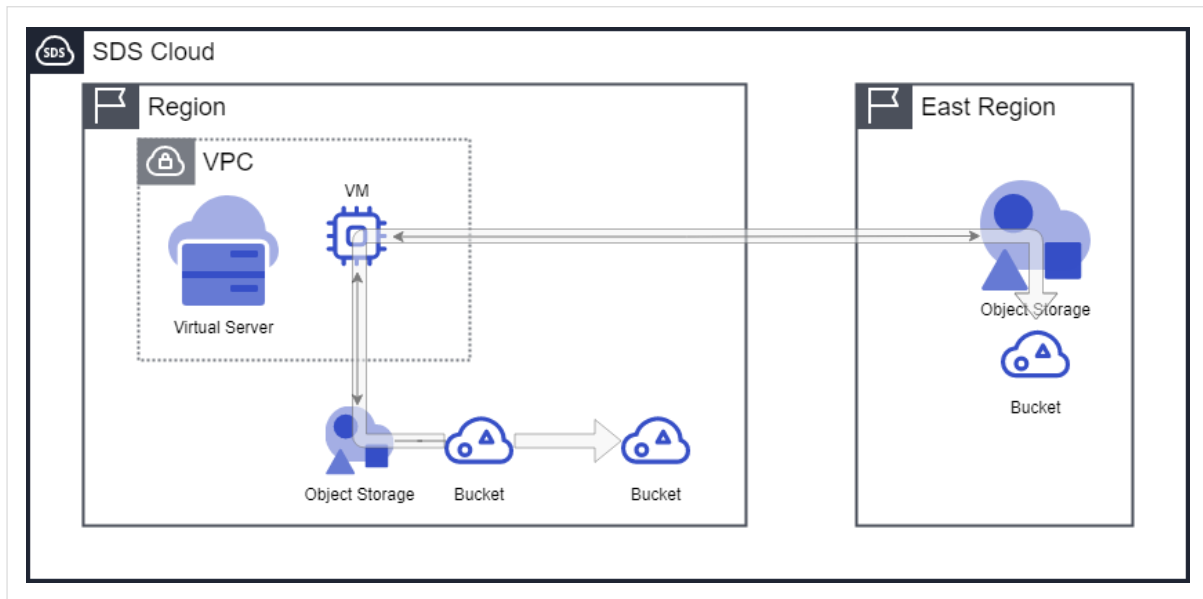 SDS
SDS Cloud
Region
East Region
VPC
VM
Virtual Server
Object Storage
Bucket
Object Storage
Bucket
Bucket